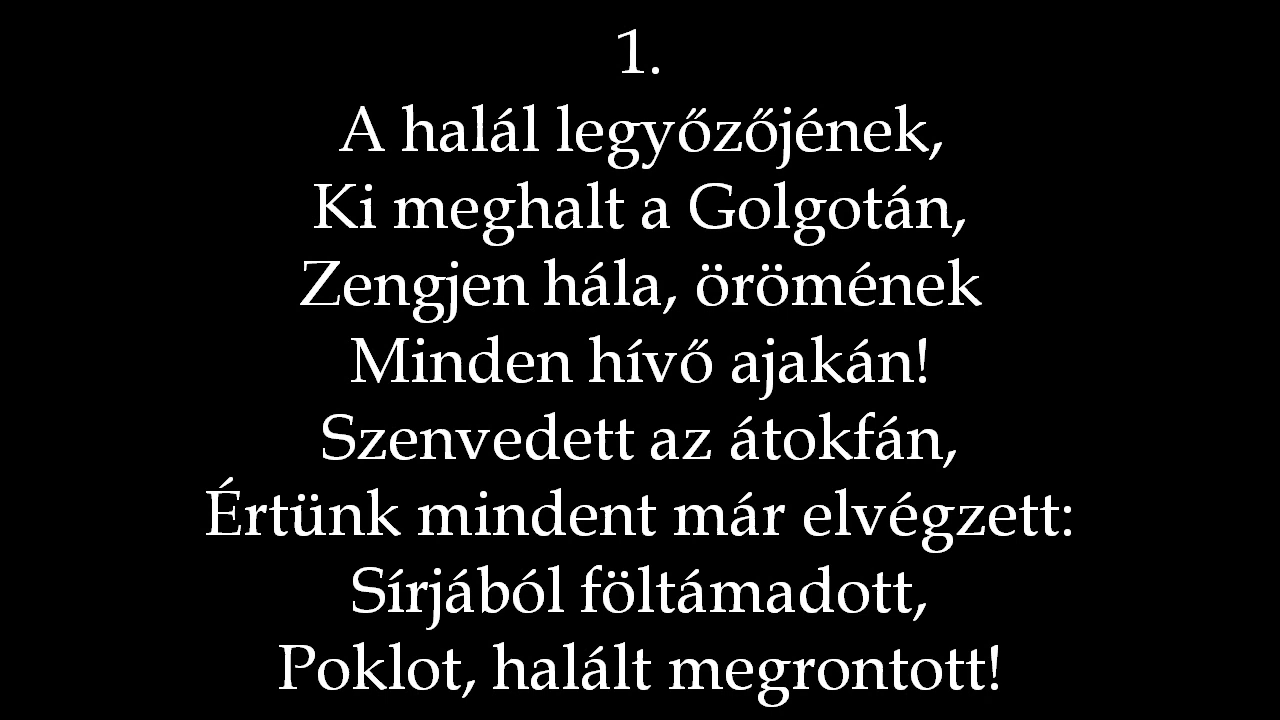 1.
A halál legyőzőjének,
Ki meghalt a Golgotán,
Zengjen hála, örömének
Minden hívő ajakán!
Szenvedett az átokfán,
Értünk mindent már elvégzett:
Sírjából föltámadott,
Poklot, halált megrontott!